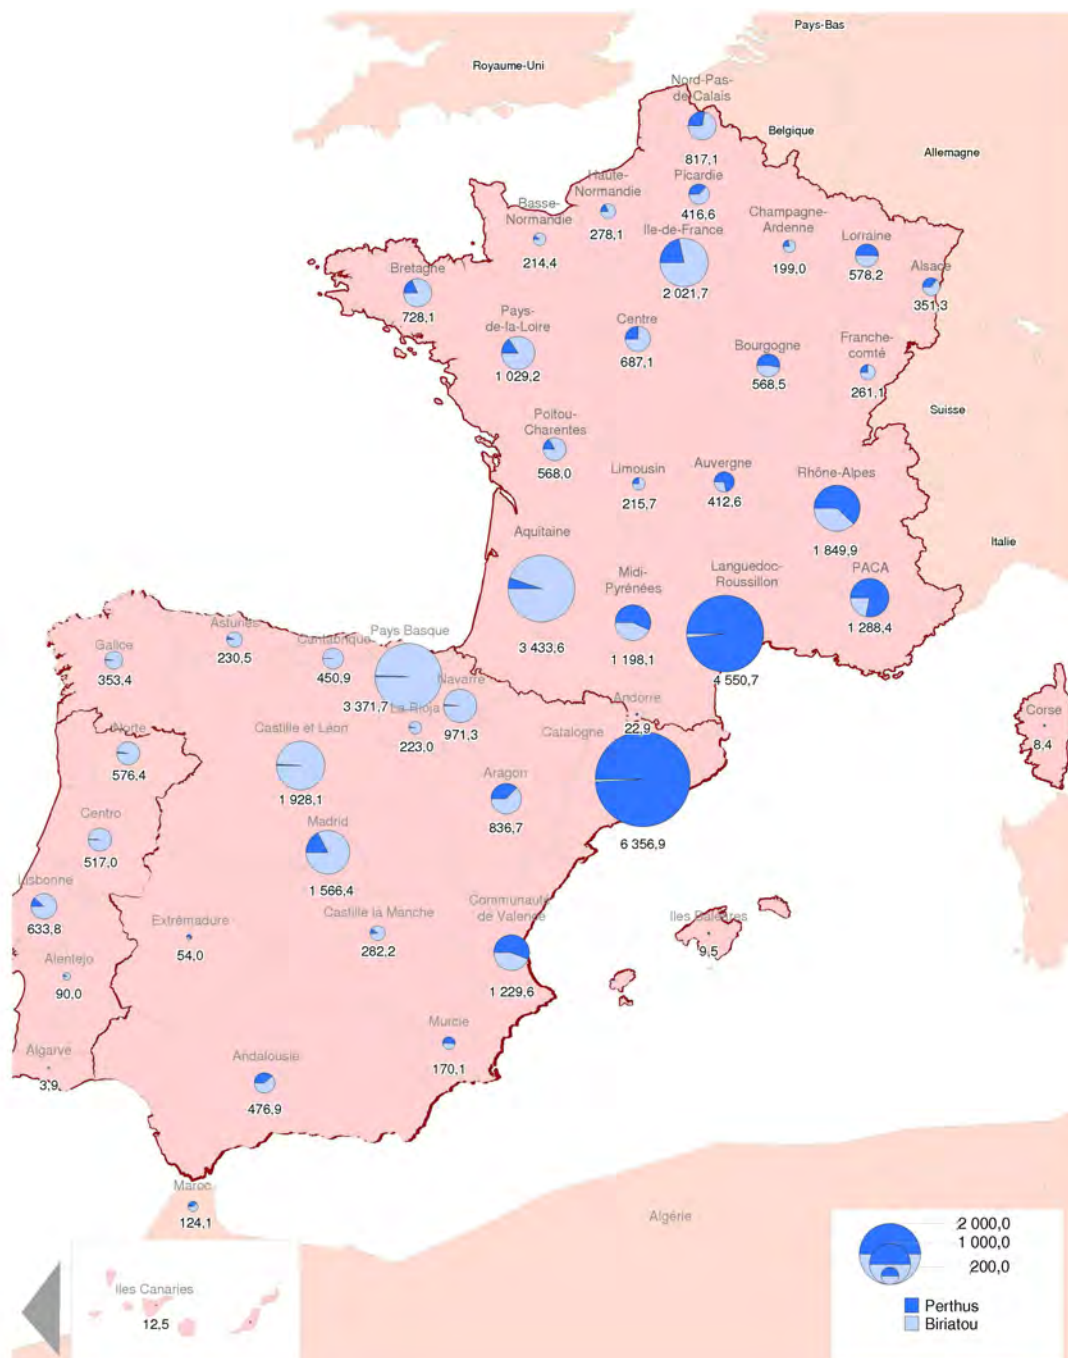 Pays-Bas
Royaume-Uni
Nord-Pas-
de-Calais
Belgique
817,1
Allemagne
Haute-
Normandie
278,1
Picardie
416,6
Basse-
Normandie
214,4
Ile-de-France
2 021,7
Champagne-
Ardenne
199,0
Lorraine
578,2
Alsace
351,3
Bretagne
728,1
Pays-
de-la-Loire
1 029,2
Centre
687,1
Bourgogne
568,5
Franche-
comté
261,1
Suisse
Poitou-
Charentes
568,0
Limousin
215,7
Auvergne
412,6
Rhône-Alpes
1 849,9
Italie
Aquitaine
3 433,6
Midi-
Pyrénées
1 198,1
Languedoc-
Roussillon
4 550,7
PACA
1 288,4
Galice
353,4
Asturies
230,5
Cantabrique
450,9
Pays Basque
3 371,7
Navarre
971,3
La Rioja
223,0
Andorre
22,9
Corse
8,4
Norte
576,4
Castille et Léon
1 928,1
Catalogne
6 356,9
Aragon
836,7
Centro
517,0
Madrid
1 566,4
Lisbonne
633,8
Extrémadure
54,0
Castille la Manche
282,2
Communauté
de Valence
1 229,6
Iles Baléares
9,5
Alentejo
90,0
Algarve
3,9
Andalousie
476,9
Murcie
170,1
Maroc
124,1
Algérie
Iles Canaries
12,5
2 000,0
1 000,0
200,0
Perthus
Biriatou